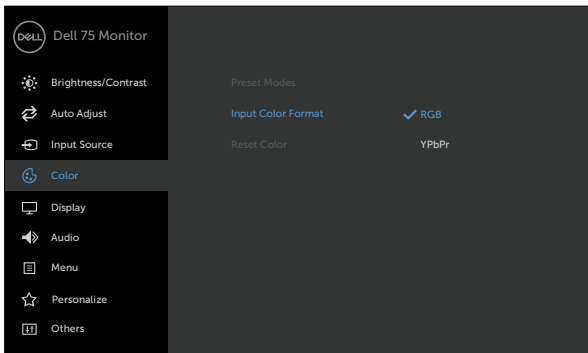 DELL Dell 75 Monitor
Brightness/Contrast Preset Modes
Auto Adjust Input Color Format RGB
Input Source Reset Color YPbPr
Color
Display
Audio
Menu
Personalize
Others